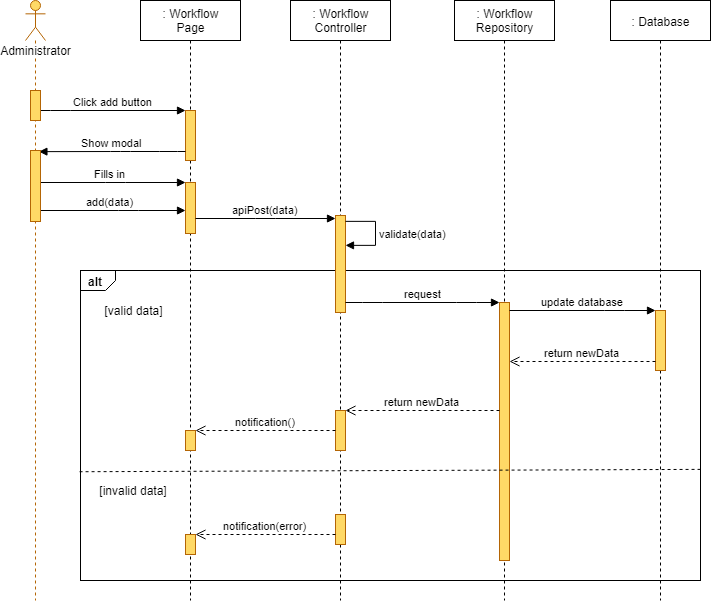 : Workflow
Page
: Workflow
Controller
: Workflow
Repository
: Database
Administrator
Click add button
Show modal
Fills in
add(data)
apiPost(data)
validate(data)
alt
[valid data]
request
update database
return newData
return newData
notification()
[invalid data]
notification(error)